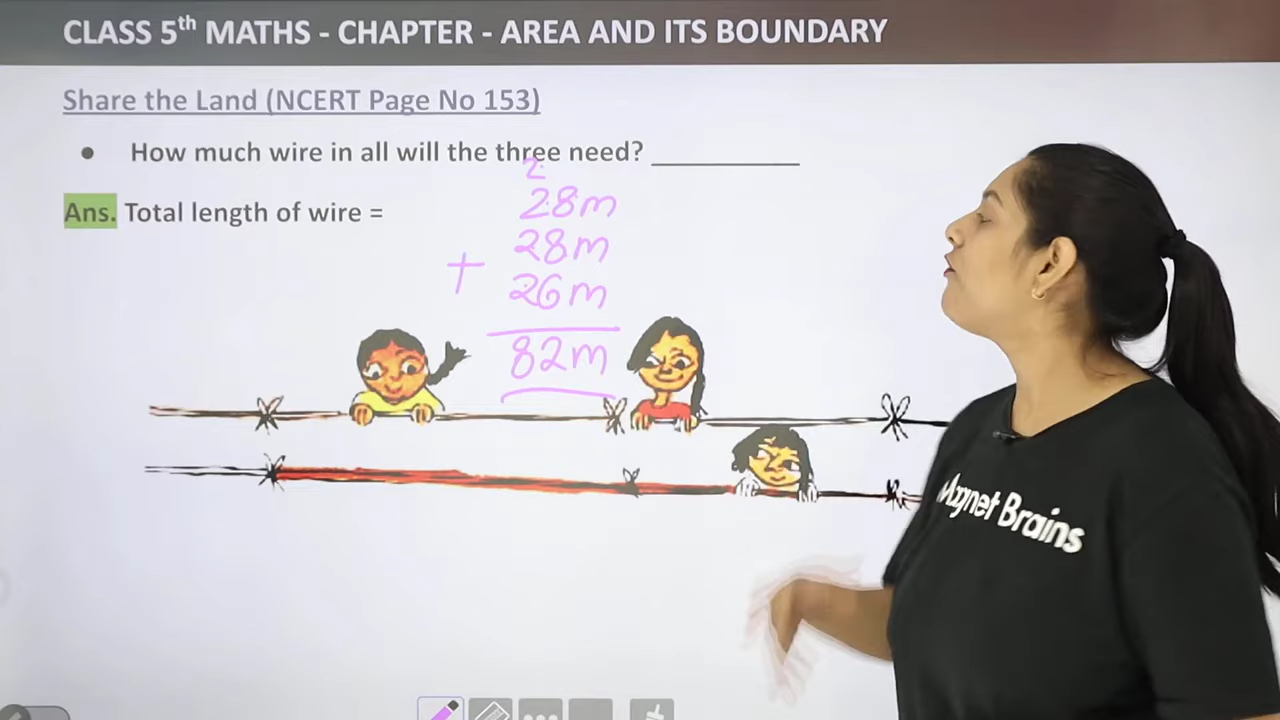 CLASS 5th MATHS - CHAPTER - AREA AND ITS BOUNDARY
Share the Land (NCERT Page No 153)
● How much wire in all will the three need? __________
Ans. Total length of wire =
2
28m
28m
+ 26m
82m
Magnet Brains